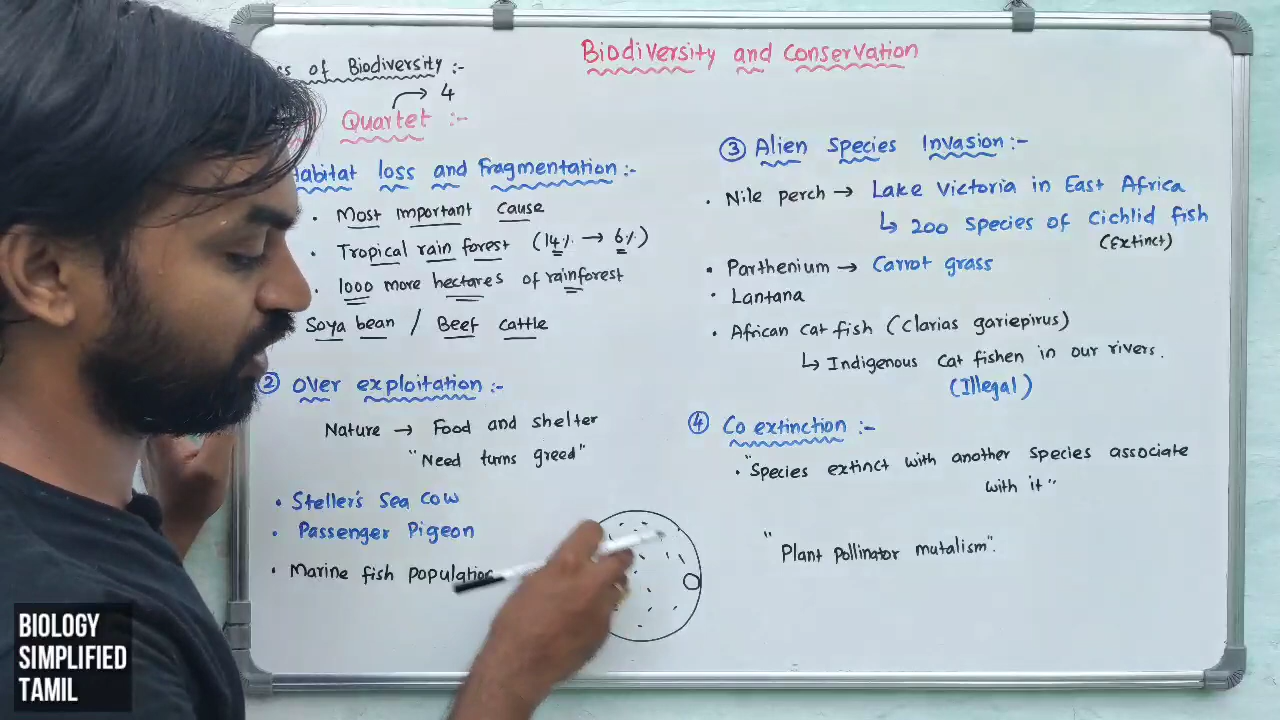 Biodiversity and Conservation
of Biodiversity :-
4
Quartet :-
Habitat loss and Fragmentation :-
. Most important cause
. Tropical rain forest (14% → 6%)
. 1000 more hectares of rainforest
Soya bean / Beef cattle
② Over exploitation :-
Nature → Food and shelter
"Need turns greed"
• Steller's Sea cow
• Passenger Pigeon
• Marine fish population
③ Alien Species Invasion :-
. Nile perch → Lake Victoria in East Africa
↳ 200 Species of Cichlid fish
(Extinct)
• Parthenium → Carrot grass
• Lantana
• African cat fish (Clarias gariepirus)
↳ Indigenous cat fishen in our rivers.
(Illegal)
④ Co extinction :-
• "Species extinct with another species associate
with it"
"Plant pollinator mutalism".
BIOLOGY
SIMPLIFIED
TAMIL